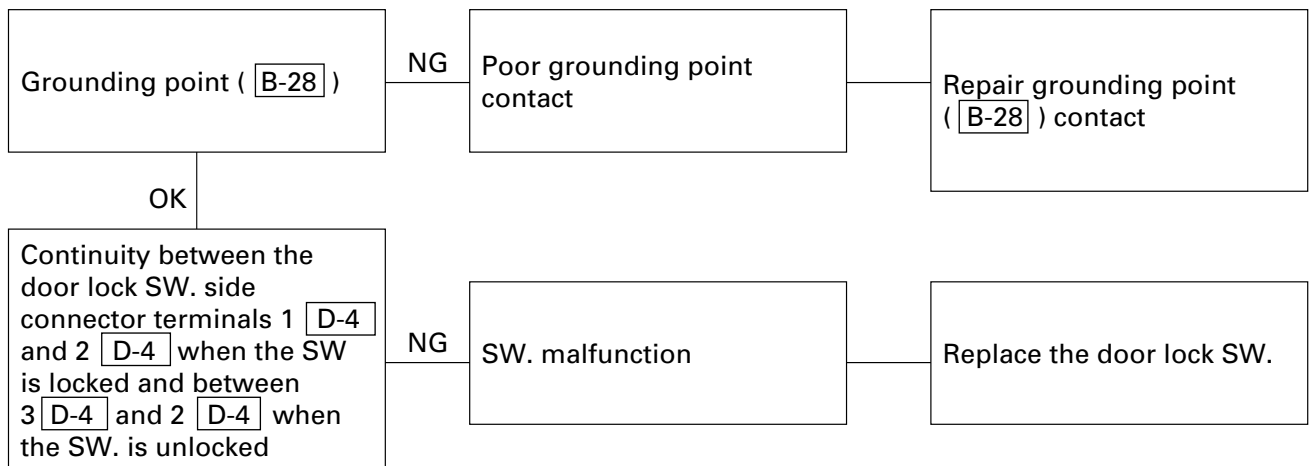 Grounding point ( B-28 )
NG
Poor grounding point
contact
Repair grounding point
( B-28 ) contact
OK
Continuity between the
door lock SW. side
connector terminals 1 D-4
and 2 D-4 when the SW
is locked and between
3 D-4 and 2 D-4 when
the SW. is unlocked
NG
SW. malfunction
Replace the door lock SW.